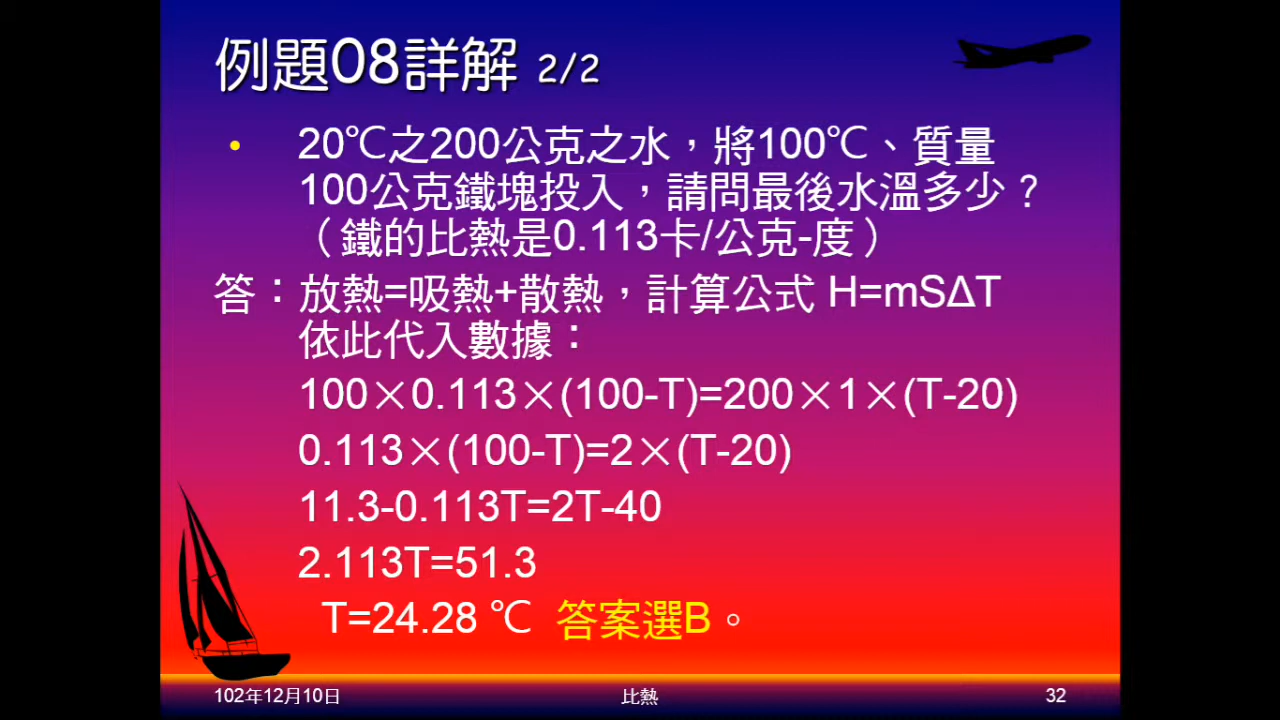 例題08詳解 2/2
• 20℃之200公克之水，將100℃、質量
100公克鐵塊投入，請問最後水溫多少？
（鐵的比熱是0.113卡/公克-度）
答：放熱=吸熱+散熱，計算公式 H=mSΔT
依此代入數據：
100×0.113×(100-T)=200×1×(T-20)
0.113×(100-T)=2×(T-20)
11.3-0.113T=2T-40
2.113T=51.3
T=24.28 ℃ 答案選B。
102年12月10日 比熱 32